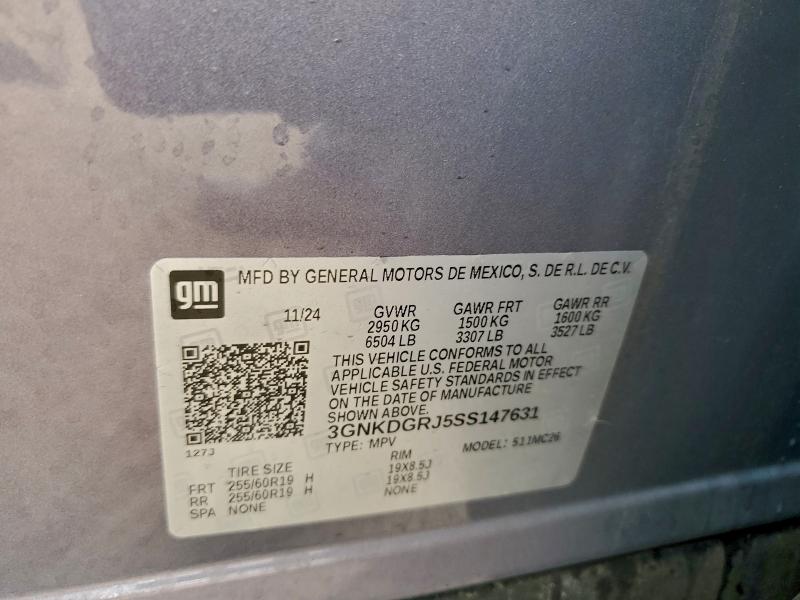 gm
MFD BY GENERAL MOTORS DE MEXICO, S. DE R.L. DE C.V.
11/24 GVWR GAWR FRT GAWR RR
2950 KG 1500 KG 1600 KG
6504 LB 3307 LB 3527 LB
THIS VEHICLE CONFORMS TO ALL
APPLICABLE U.S. FEDERAL MOTOR
VEHICLE SAFETY STANDARDS IN EFFECT
ON THE DATE OF MANUFACTURE
SHOWN ABOVE.
3GNKDGRJ5SS147631
127J
TYPE: MPV MODEL: 511MC26
TIRE SIZE RIM
FRT 255/60R19 H 19X8.5J
RR 255/60R19 H 19X8.5J
SPA NONE NONE